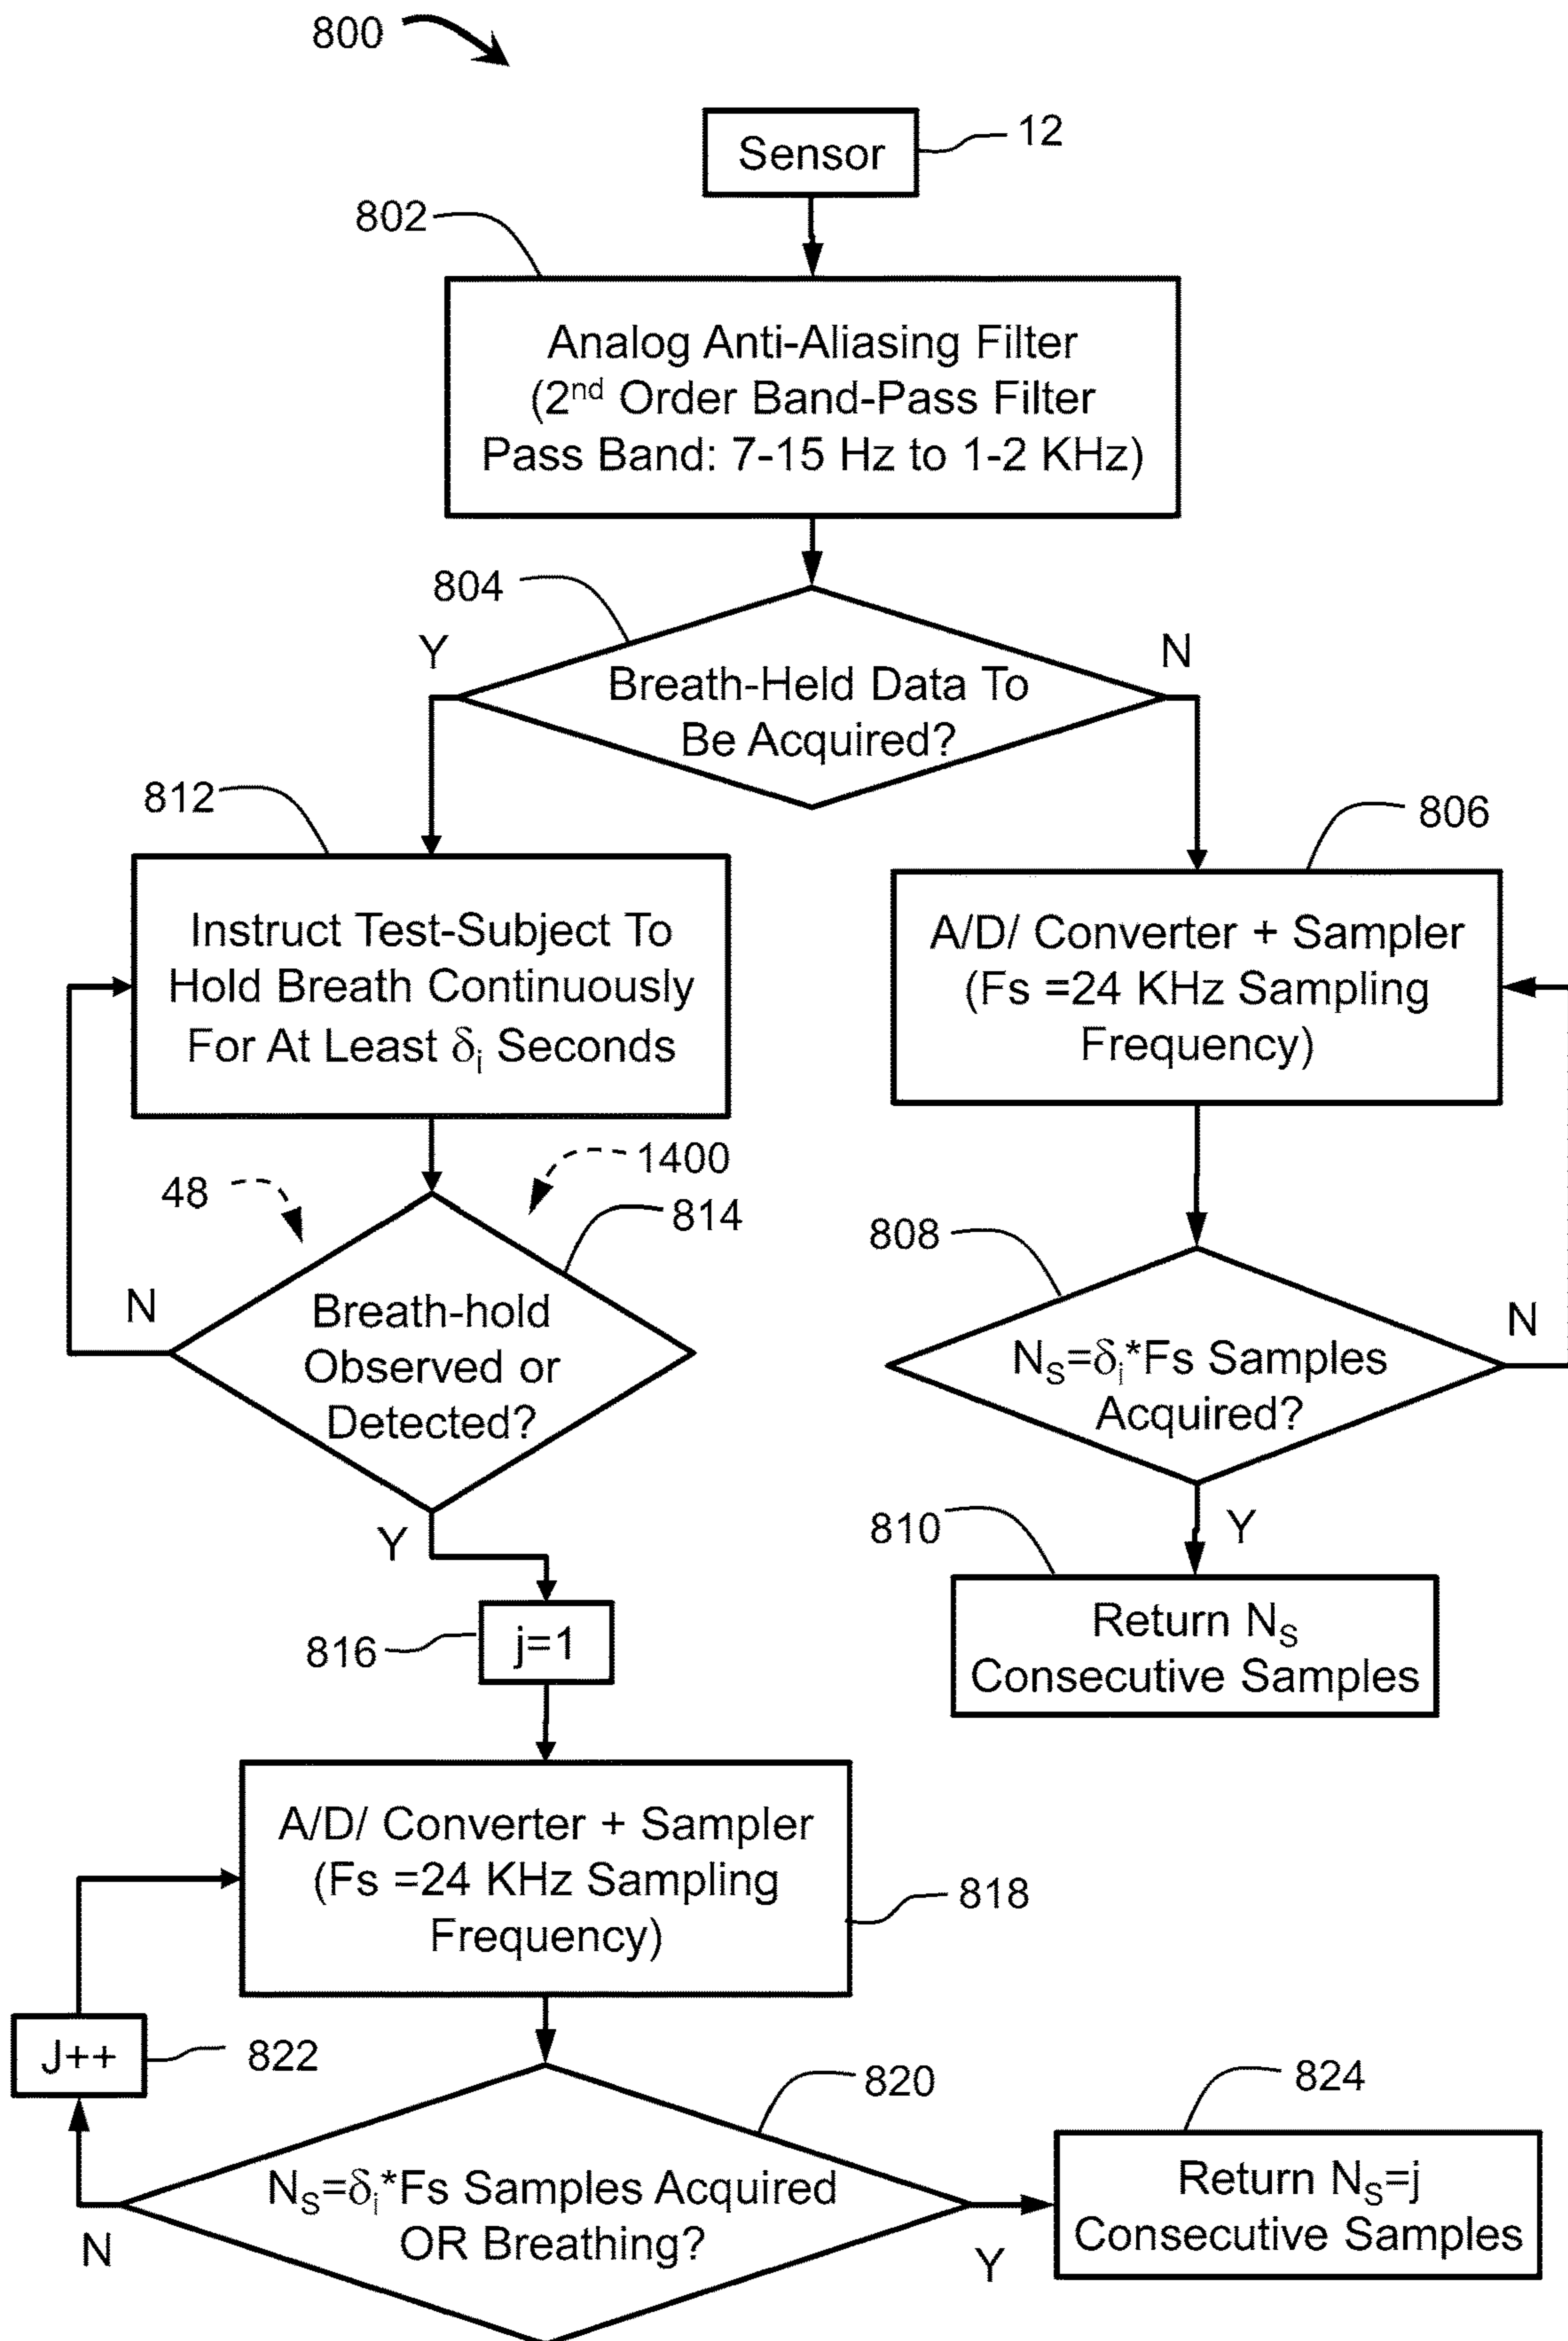 800
Sensor
12
802
Analog Anti-Aliasing Filter
(2nd Order Band-Pass Filter
Pass Band: 7-15 Hz to 1-2 KHz)
804
Y
N
Breath-Held Data To
Be Acquired?
812
Instruct Test-Subject To
Hold Breath Continuously
For At Least δi Seconds
806
A/D/ Converter + Sampler
(Fs =24 KHz Sampling
Frequency)
48
1400
814
N
Breath-hold
Observed or
Detected?
Y
808
NS=δi*Fs Samples
Acquired?
N
Y
810
Return NS
Consecutive Samples
816
j=1
A/D/ Converter + Sampler
(Fs =24 KHz Sampling
Frequency)
818
J++
822
820
NS=δi*Fs Samples Acquired
OR Breathing?
N
Y
824
Return NS=j
Consecutive Samples